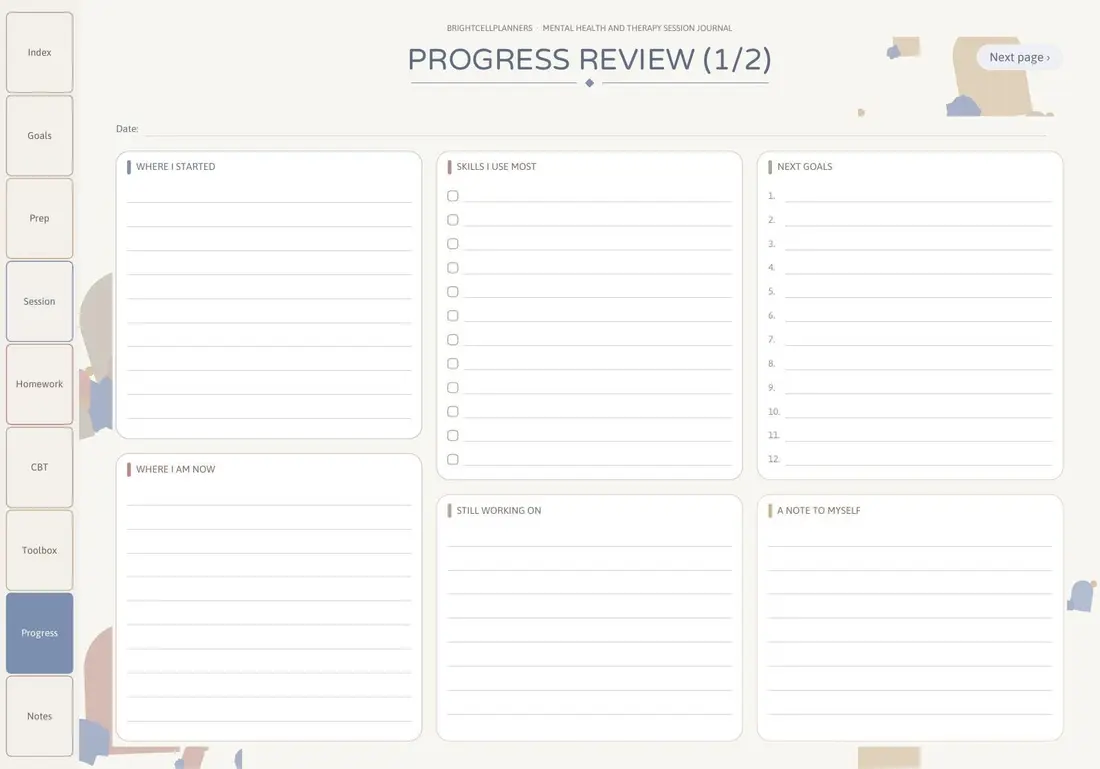 BRIGHTCELLPLANNERS · MENTAL HEALTH AND THERAPY SESSION JOURNAL
PROGRESS REVIEW (1/2)
Next page ›
Index
Goals
Prep
Session
Homework
CBT
Toolbox
Progress
Notes
Date:
WHERE I STARTED
WHERE I AM NOW
SKILLS I USE MOST
STILL WORKING ON
NEXT GOALS
1.
2.
3.
4.
5.
6.
7.
8.
9.
10.
11.
12.
A NOTE TO MYSELF